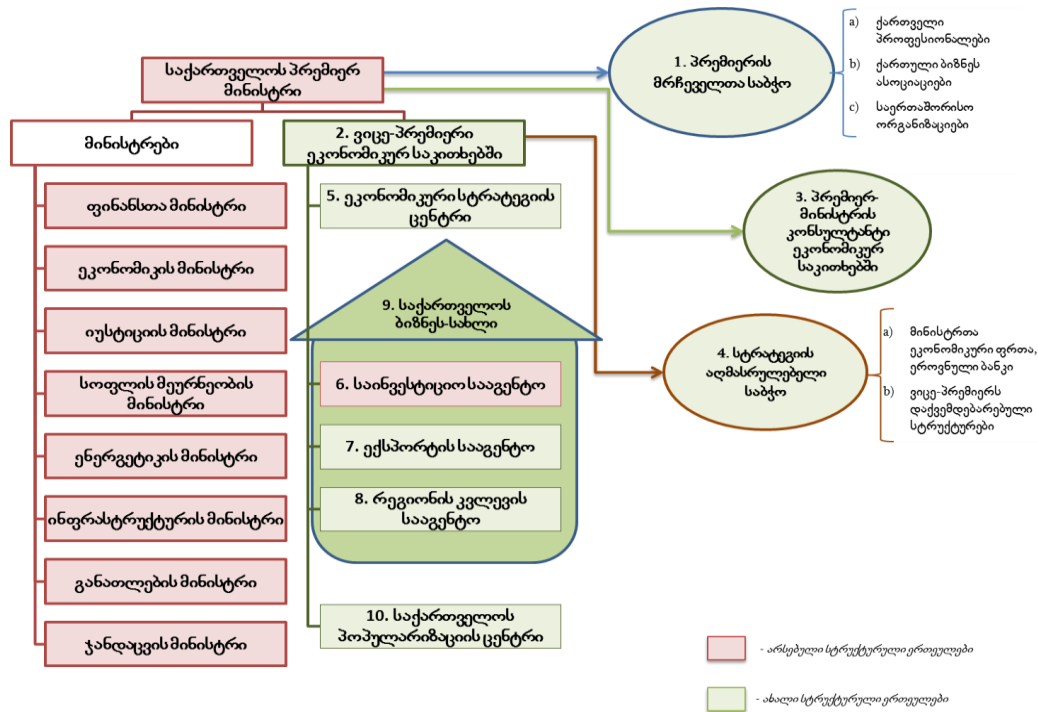 საქართველოს პრემიერ
მინისტრი
მინისტრები
ფინანსთა მინისტრი
ეკონომიკის მინისტრი
იუსტიციის მინისტრი
სოფლის მეურნეობის
მინისტრი
ენერგეტიკის მინისტრი
ინფრასტრუქტურის მინისტრი
განათლების მინისტრი
ჯანდაცვის მინისტრი
2. ვიცე-პრემიერი
ეკონომიკურ საკითხებში
5. ეკონომიკური სტრატეგიის
ცენტრი
9. საქართველოს
ბიზნეს-სახლი
6. საინვესტიციო სააგენტო
7. ექსპორტის სააგენტო
8. რეგიონის კვლევის
სააგენტო
10. საქართველოს
პოპულარიზაციის ცენტრი
1. პრემიერის
მრჩეველთა საბჭო
a) ქართველი
პროფესიონალები
b) ქართული ბიზნეს
ასოციაციები
c) საერთაშორისო
ორგანიზაციები
3. პრემიერ-
მინისტრის
კონსულტანტი
ეკონომიკურ
საკითხებში
4. სტრატეგიის
აღმასრულებელი
საბჭო
a) მინისტრთა
ეკონომიკური ფრთა,
ეროვნული ბანკი
b) ვიცე-პრემიერს
დაქვემდებარებული
სტრუქტურები
- არსებული სტრუქტურული ერთეულები
- ახალი სტრუქტურული ერთეულები